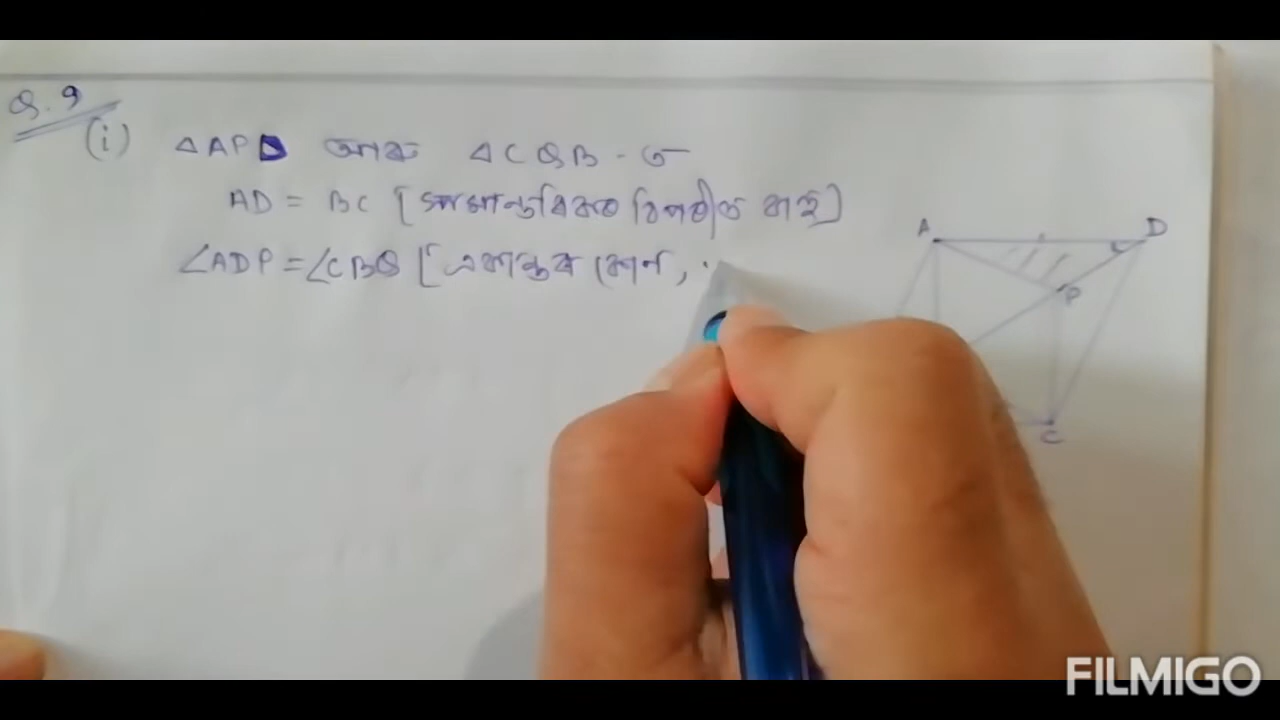 Q. 9
(i) △APD আৰু △CQB - ত
AD = BC [সামান্তৰিকৰ বিপৰীত বাহু]
∠ADP = ∠CBQ [একান্তৰ কোণ,
A
D
P
C
FILMIGO